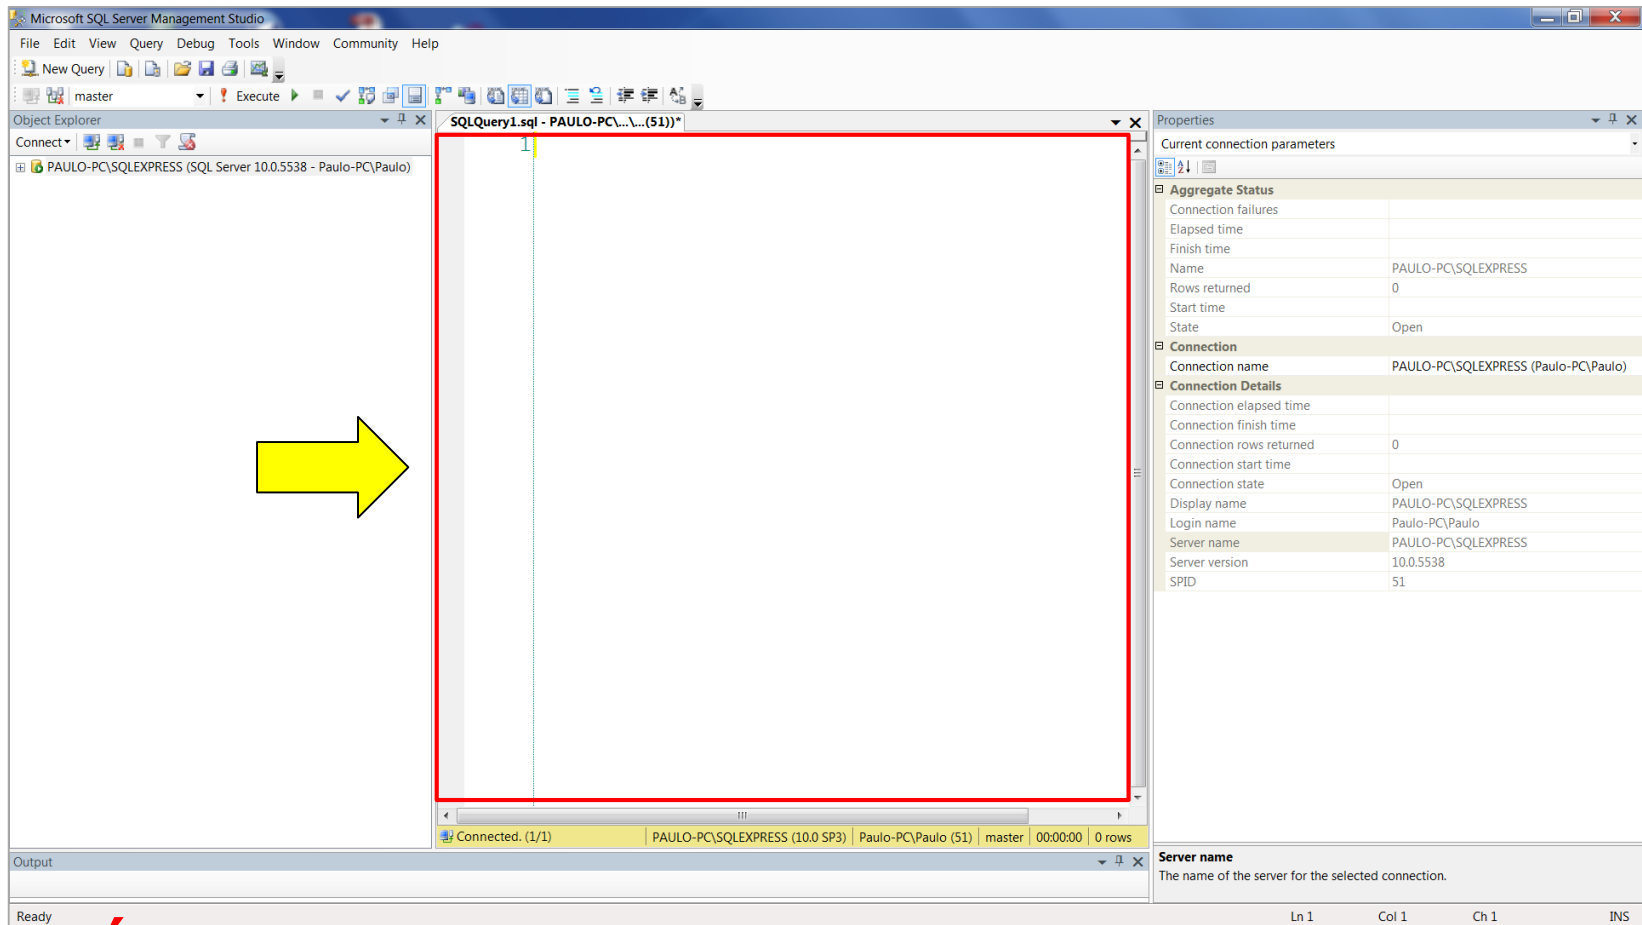 Microsoft SQL Server Management Studio
File Edit View Query Debug Tools Window Community Help
New Query
master Execute
Object Explorer
Connect
PAULO-PC\SQLEXPRESS (SQL Server 10.0.5538 - Paulo-PC\Paulo)
SQLQuery1.sql - PAULO-PC\...\...(51))*
1
Connected. (1/1) PAULO-PC\SQLEXPRESS (10.0 SP3) Paulo-PC\Paulo (51) master 00:00:00 0 rows
Output
Properties
Current connection parameters
Aggregate Status
Connection failures
Elapsed time
Finish time
Name PAULO-PC\SQLEXPRESS
Rows returned 0
Start time
State Open
Connection
Connection name PAULO-PC\SQLEXPRESS (Paulo-PC\Paulo)
Connection Details
Connection elapsed time
Connection finish time
Connection rows returned 0
Connection start time
Connection state Open
Display name PAULO-PC\SQLEXPRESS
Login name Paulo-PC\Paulo
Server name PAULO-PC\SQLEXPRESS
Server version 10.0.5538
SPID 51
Server name
The name of the server for the selected connection.
Ready Ln 1 Col 1 Ch 1 INS